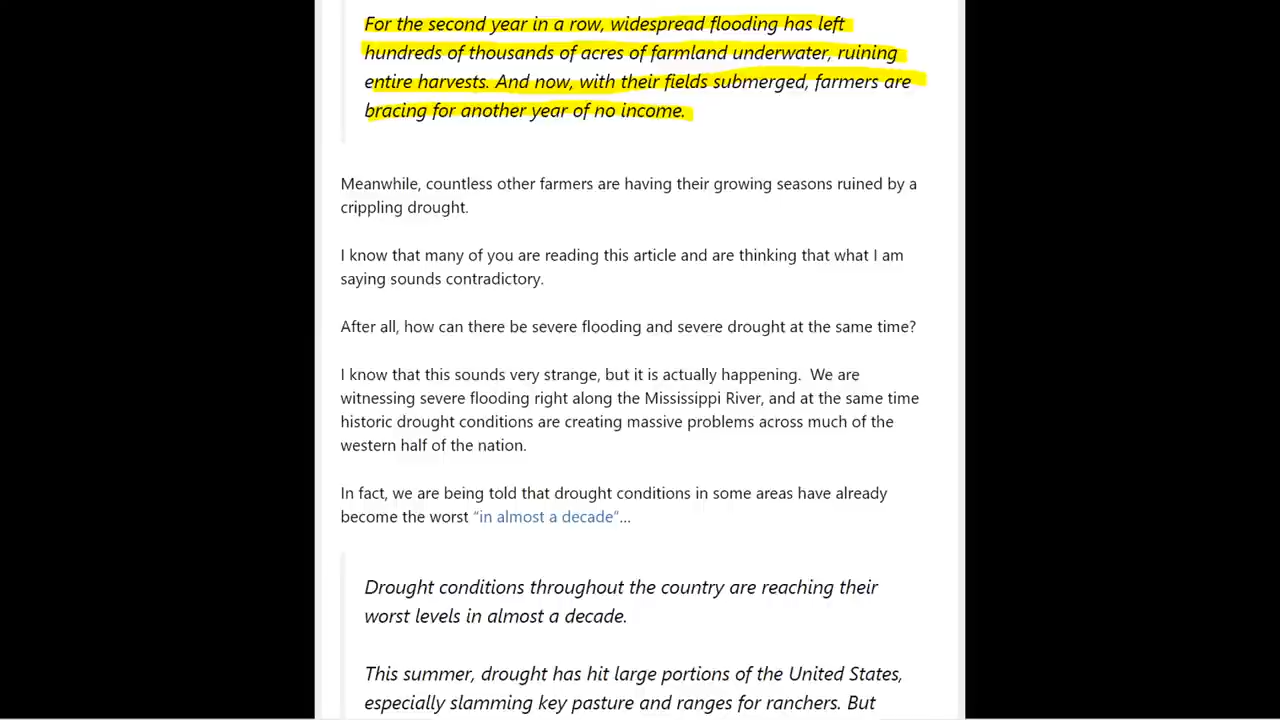 For the second year in a row, widespread flooding has left
hundreds of thousands of acres of farmland underwater, ruining
entire harvests. And now, with their fields submerged, farmers are
bracing for another year of no income.
Meanwhile, countless other farmers are having their growing seasons ruined by a
crippling drought.
I know that many of you are reading this article and are thinking that what I am
saying sounds contradictory.
After all, how can there be severe flooding and severe drought at the same time?
I know that this sounds very strange, but it is actually happening.  We are
witnessing severe flooding right along the Mississippi River, and at the same time
historic drought conditions are creating massive problems across much of the
western half of the nation.
In fact, we are being told that drought conditions in some areas have already
become the worst “in almost a decade”…
Drought conditions throughout the country are reaching their
worst levels in almost a decade.
This summer, drought has hit large portions of the United States,
especially slamming key pasture and ranges for ranchers. But